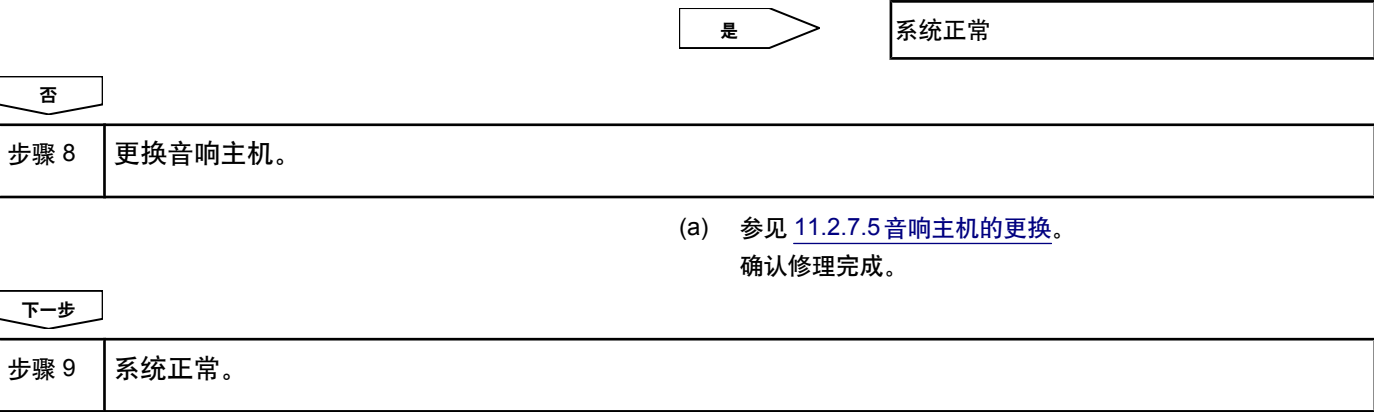 是
系统正常
否
步骤 8 更换音响主机。
(a) 参见 11.2.7.5音响主机的更换。
确认修理完成。
下一步
步骤 9 系统正常。